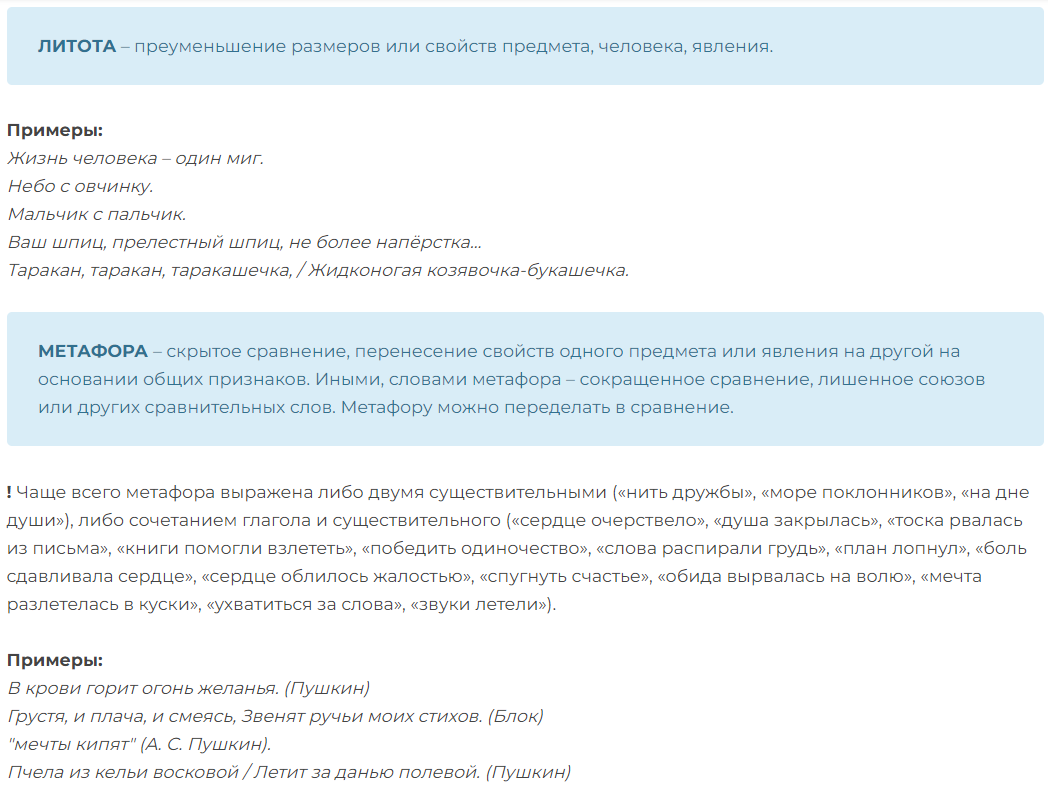 ЛИТОТА – преуменьшение размеров или свойств предмета, человека, явления.
Примеры:
Жизнь человека – один миг.
Небо с овчинку.
Мальчик с пальчик.
Ваш шпиц, прелестный шпиц, не более напёрстка…
Таракан, таракан, таракашечка, / Жидконогая козявочка-букашечка.
МЕТАФОРА – скрытое сравнение, перенесение свойств одного предмета или явления на другой на
основании общих признаков. Иными, словами метафора – сокращенное сравнение, лишенное союзов
или других сравнительных слов. Метафору можно переделать в сравнение.
! Чаще всего метафора выражена либо двумя существительными («нить дружбы», «море поклонников», «на дне
души»), либо сочетанием глагола и существительного («сердце очерствело», «душа закрылась», «тоска рвалась
из письма», «книги помогли взлететь», «победить одиночество», «слова распирали грудь», «план лопнул», «боль
сдавливала сердце», «сердце облилось жалостью», «спугнуть счастье», «обида вырвалась на волю», «мечта
разлетелась в куски», «ухватиться за слова», «звуки летели»).
Примеры:
В крови горит огонь желанья. (Пушкин)
Грустя, и плача, и смеясь, Звенят ручьи моих стихов. (Блок)
"мечты кипят" (А. С. Пушкин).
Пчела из кельи восковой / Летит за данью полевой. (Пушкин)